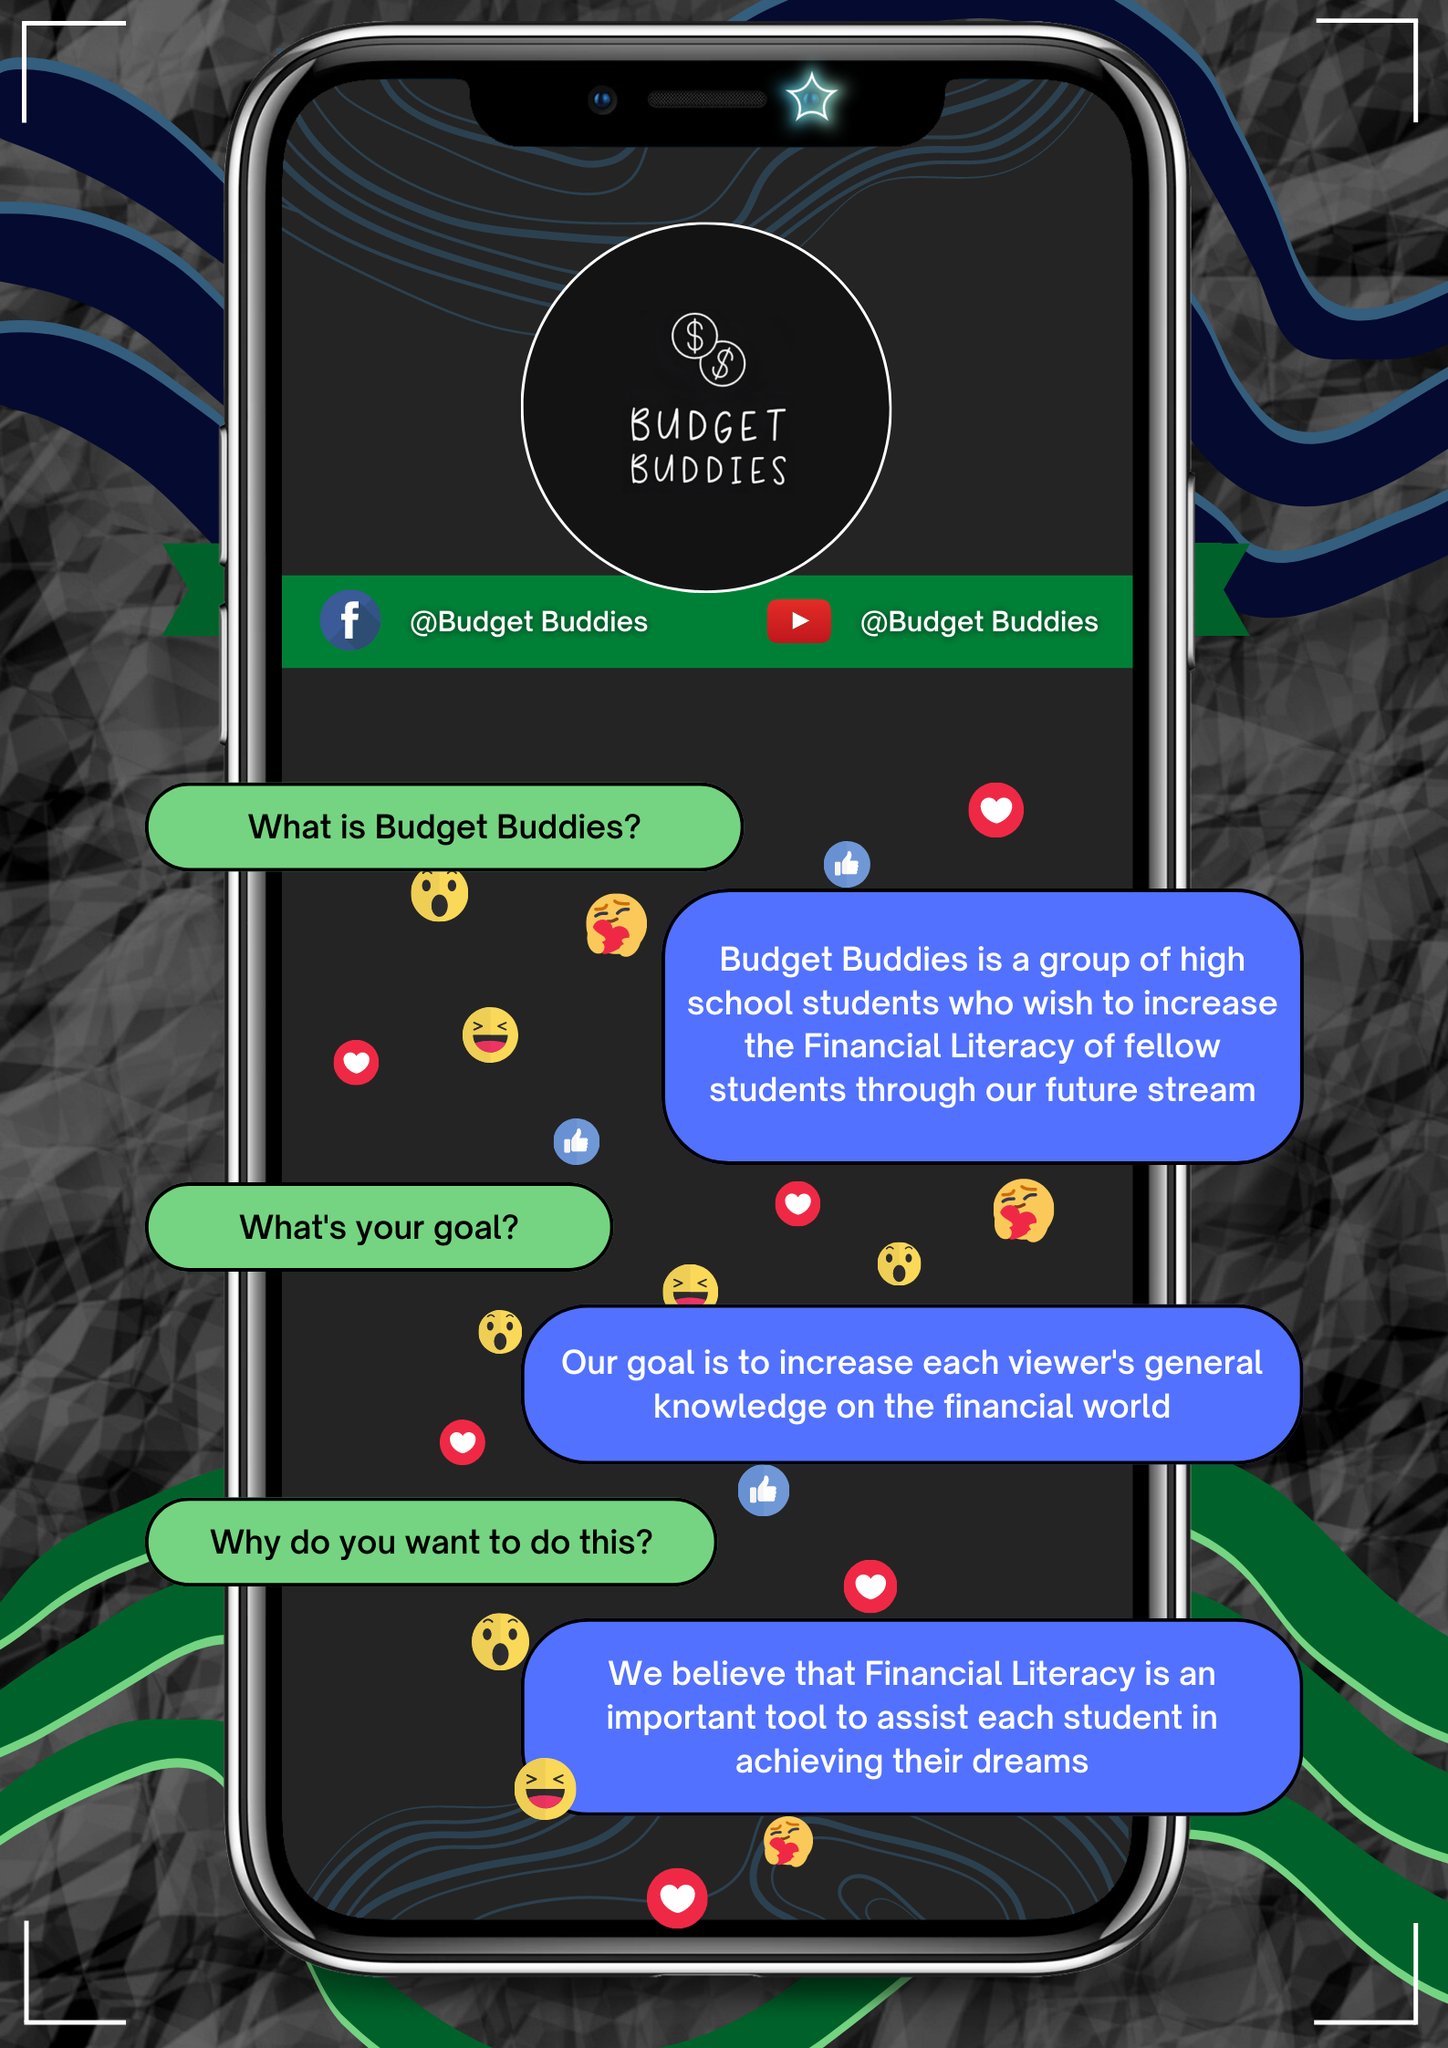 $
$
BUDGET
BUDDIES
f
@Budget Buddies
@Budget Buddies
What is Budget Buddies?
Budget Buddies is a group of high
school students who wish to increase
the Financial Literacy of fellow
students through our future stream
What's your goal?
Our goal is to increase each viewer's general
knowledge on the financial world
Why do you want to do this?
We believe that Financial Literacy is an
important tool to assist each student in
achieving their dreams